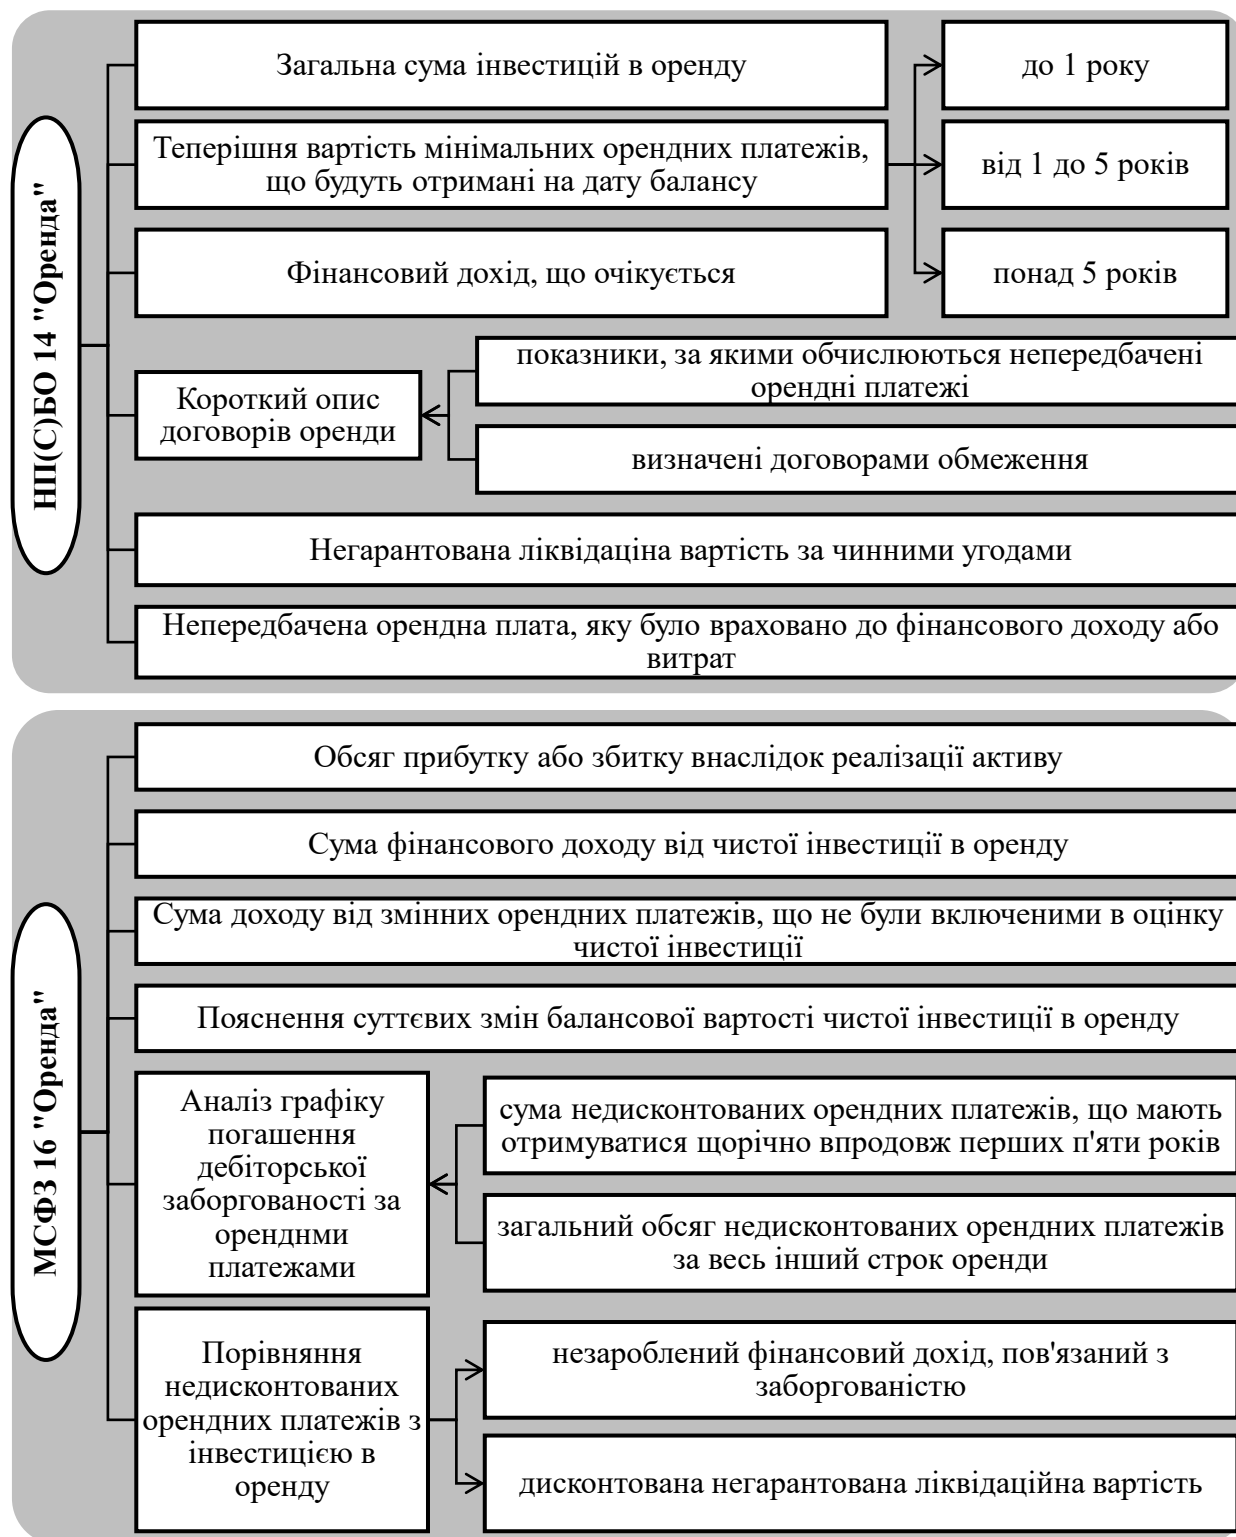 НП(С)БО 14 "Оренда"
Загальна сума інвестицій в оренду
до 1 року
Теперішня вартість мінімальних орендних платежів,
що будуть отримані на дату балансу
від 1 до 5 років
Фінансовий дохід, що очікується
понад 5 років
Короткий опис
договорів оренди
показники, за якими обчислюються непередбачені
орендні платежі
визначені договорами обмеження
Негарантована ліквідаціна вартість за чинними угодами
Непередбачена орендна плата, яку було враховано до фінансового доходу або
витрат
МСФЗ 16 "Оренда"
Обсяг прибутку або збитку внаслідок реалізації активу
Сума фінансового доходу від чистої інвестиції в оренду
Сума доходу від змінних орендних платежів, що не були включеними в оцінку
чистої інвестиції
Пояснення суттєвих змін балансової вартості чистої інвестиції в оренду
Аналіз графіку
погашення
дебіторської
заборгованості за
оренднми
платежами
сума недисконтованих орендних платежів, що мають
отримуватися щорічно впродовж перших п'яти років
загальний обсяг недисконтованих орендних платежів
за весь інший строк оренди
Порівняння
недисконтованих
орендних платежів з
інвестицією в
оренду
незароблений фінансовий дохід, пов'язаний з
заборгованістю
дисконтована негарантована ліквідаційна вартість